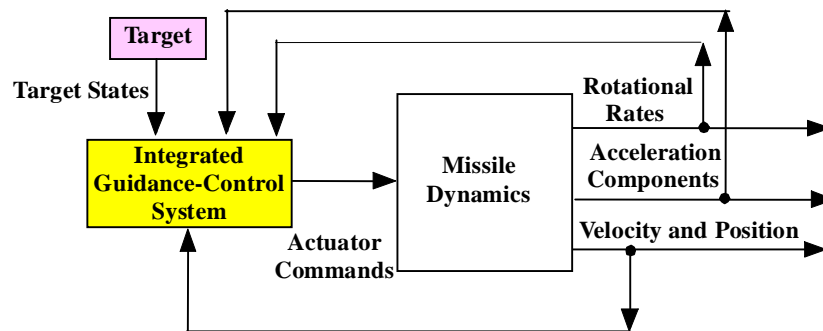 Target
Target States
Integrated
Guidance-Control
System
Actuator
Commands
Missile
Dynamics
Rotational
Rates
Acceleration
Components
Velocity and Position